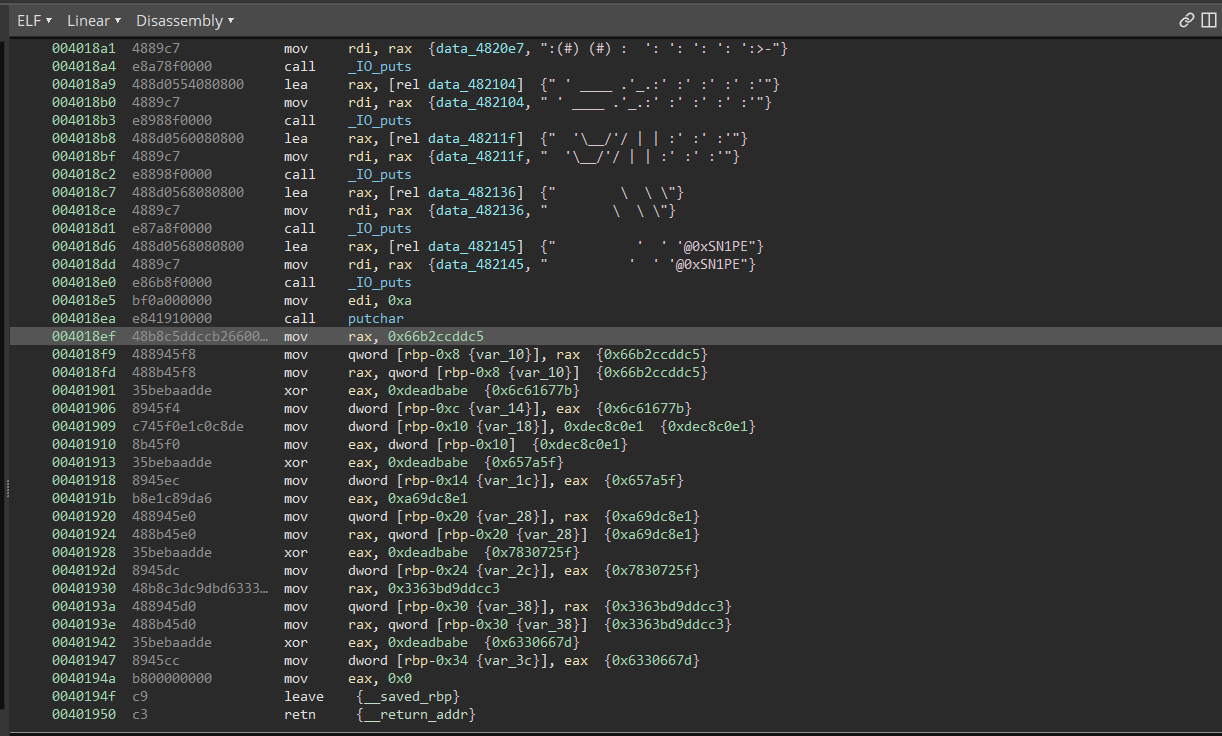 ELF ▾ Linear ▾ Disassembly ▾
004018a1 4889c7 mov rdi, rax {data_4820e7, ":(#) (#) :  ': ': ': ': ':>-"}
004018a4 e8a78f0000 call _IO_puts
004018a9 488d0554080800 lea rax, [rel data_482104] {" '  ____ .'_.:' :' :' :' :'"}
004018b0 4889c7 mov rdi, rax {data_482104, " ' ____ .'_.:' :' :' :' :'"}
004018b3 e8988f0000 call _IO_puts
004018b8 488d0560080800 lea rax, [rel data_48211f] {"  '\__/'/ | | :' :' :'"}
004018bf 4889c7 mov rdi, rax {data_48211f, "  '\__/'/ | | :' :' :'"}
004018c2 e8898f0000 call _IO_puts
004018c7 488d0568080800 lea rax, [rel data_482136] {"        \  \ \"}
004018ce 4889c7 mov rdi, rax {data_482136, "        \  \ \"}
004018d1 e87a8f0000 call _IO_puts
004018d6 488d0568080800 lea rax, [rel data_482145] {"          '  ' '@0xSN1PE"}
004018dd 4889c7 mov rdi, rax {data_482145, "          '  ' '@0xSN1PE"}
004018e0 e86b8f0000 call _IO_puts
004018e5 bf0a000000 mov edi, 0xa
004018ea e841910000 call putchar
004018ef 48b8c5ddccb26600… mov rax, 0x66b2ccddc5
004018f9 488945f8 mov qword [rbp-0x8 {var_10}], rax {0x66b2ccddc5}
004018fd 488b45f8 mov rax, qword [rbp-0x8 {var_10}] {0x66b2ccddc5}
00401901 35bebaadde xor eax, 0xdeadbabe {0x6c61677b}
00401906 8945f4 mov dword [rbp-0xc {var_14}], eax {0x6c61677b}
00401909 c745f0e1c0c8de mov dword [rbp-0x10 {var_18}], 0xdec8c0e1 {0xdec8c0e1}
00401910 8b45f0 mov eax, dword [rbp-0x10] {0xdec8c0e1}
00401913 35bebaadde xor eax, 0xdeadbabe {0x657a5f}
00401918 8945ec mov dword [rbp-0x14 {var_1c}], eax {0x657a5f}
0040191b b8e1c89da6 mov eax, 0xa69dc8e1
00401920 488945e0 mov qword [rbp-0x20 {var_28}], rax {0xa69dc8e1}
00401924 488b45e0 mov rax, qword [rbp-0x20 {var_28}] {0xa69dc8e1}
00401928 35bebaadde xor eax, 0xdeadbabe {0x7830725f}
0040192d 8945dc mov dword [rbp-0x24 {var_2c}], eax {0x7830725f}
00401930 48b8c3dc9dbd6333… mov rax, 0x3363bd9ddcc3
0040193a 488945d0 mov qword [rbp-0x30 {var_38}], rax {0x3363bd9ddcc3}
0040193e 488b45d0 mov rax, qword [rbp-0x30 {var_38}] {0x3363bd9ddcc3}
00401942 35bebaadde xor eax, 0xdeadbabe {0x6330667d}
00401947 8945cc mov dword [rbp-0x34 {var_3c}], eax {0x6330667d}
0040194a b800000000 mov eax, 0x0
0040194f c9 leave {__saved_rbp}
00401950 c3 retn {__return_addr}